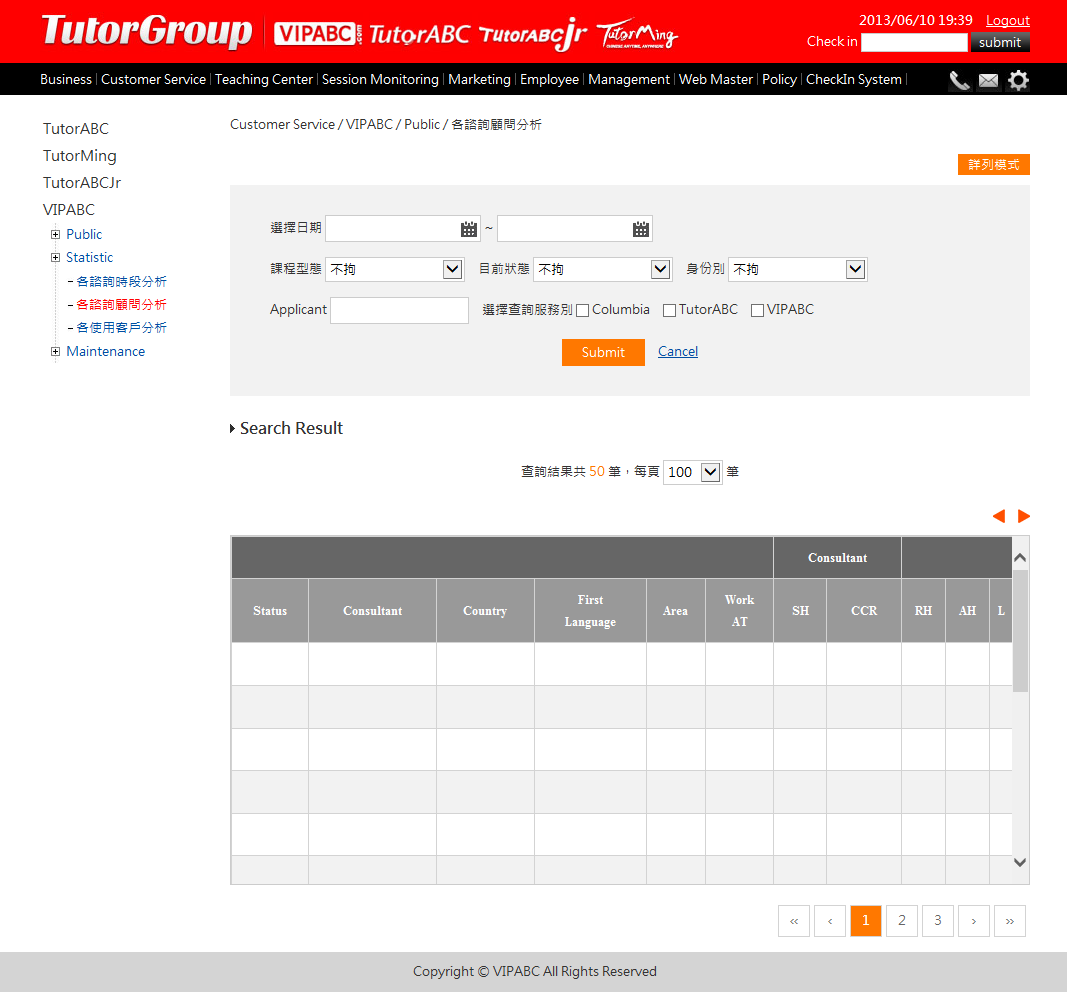 TutorGroup VIPABC TutorABC TutorABCjr TutorMing
CHINESE ANYTIME, ANYWHERE
2013/06/10 19:39 Logout
Check in submit
Business | Customer Service | Teaching Center | Session Monitoring | Marketing | Employee | Management | Web Master | Policy | CheckIn System |
TutorABC
TutorMing
TutorABCJr
VIPABC
Public
Statistic
- 各諮詢時段分析
- 各諮詢顧問分析
- 各使用客戶分析
Maintenance
Customer Service / VIPABC / Public / 各諮詢顧問分析
詳列模式
選擇日期 ~
課程型態 不拘 目前狀態 不拘 身份別 不拘
Applicant 選擇查詢服務別 Columbia TutorABC VIPABC
Submit Cancel
Search Result
查詢結果共 50 筆，每頁 100 筆
Consultant
Status Consultant Country First Language Area Work AT SH CCR RH AH L
« ‹ 1 2 3 › »
Copyright © VIPABC All Rights Reserved